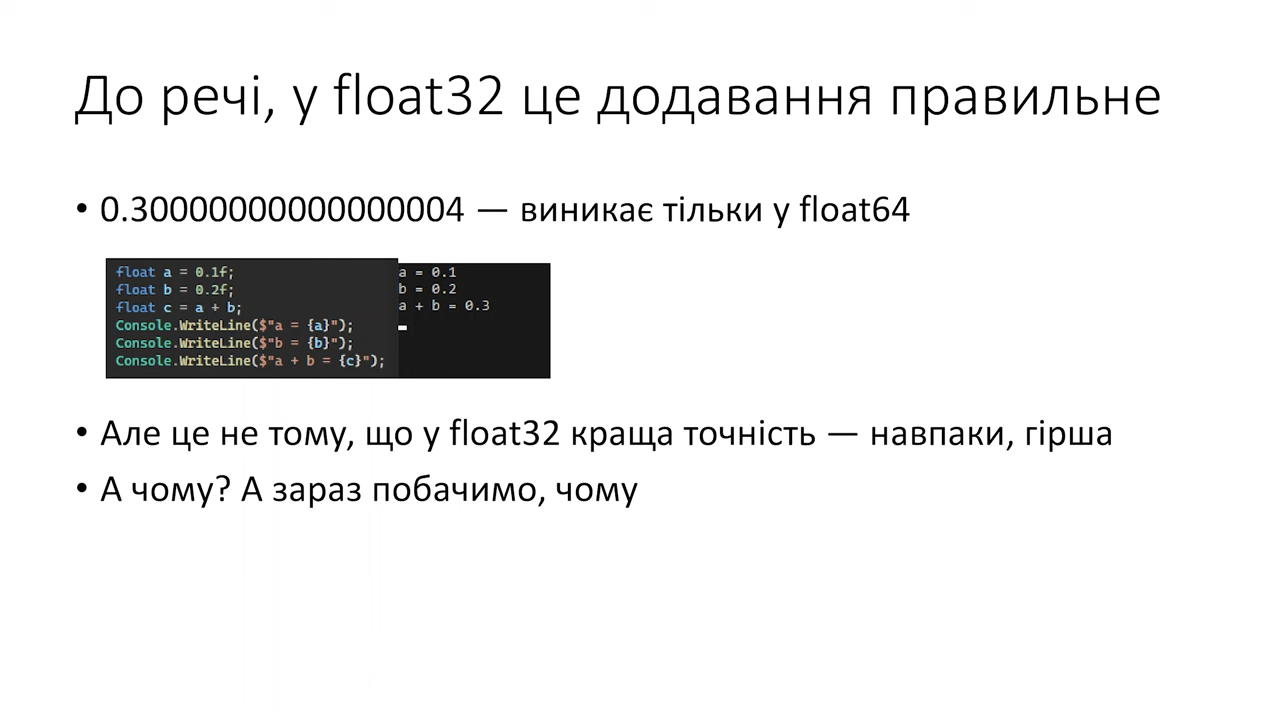 До речі, у float32 це додавання правильне
• 0.30000000000000004 — виникає тільки у float64
float a = 0.1f;
float b = 0.2f;
float c = a + b;
Console.WriteLine($"a = {a}");
Console.WriteLine($"b = {b}");
Console.WriteLine($"a + b = {c}");
a = 0.1
b = 0.2
a + b = 0.3
• Але це не тому, що у float32 краща точність — навпаки, гірша
• А чому? А зараз побачимо, чому